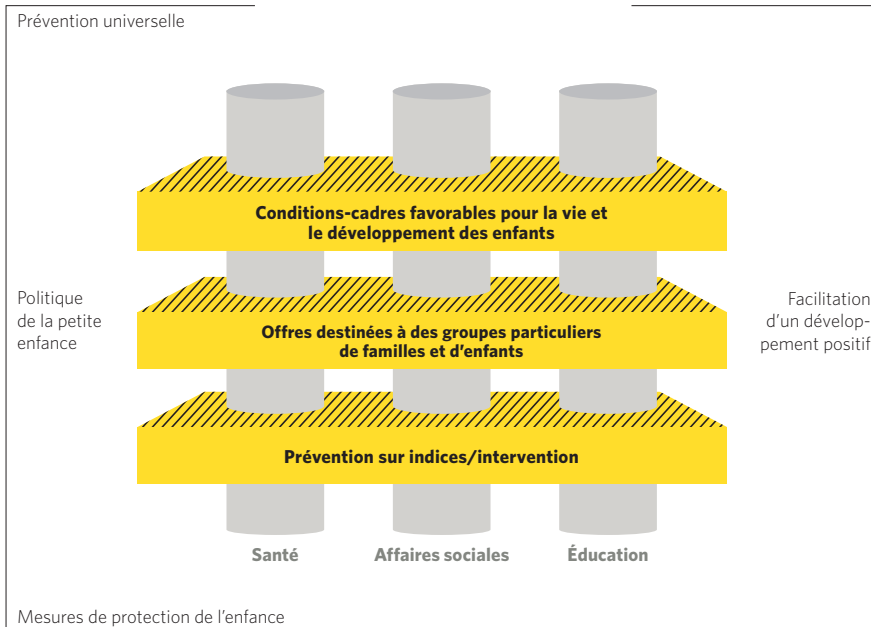 Prévention universelle
Conditions-cadres favorables pour la vie et
le développement des enfants
Politique
de la petite
enfance
Offres destinées à des groupes particuliers
de familles et d'enfants
Facilitation
d'un dévelop-
pement positif
Prévention sur indices/intervention
Santé
Affaires sociales
Éducation
Mesures de protection de l'enfance